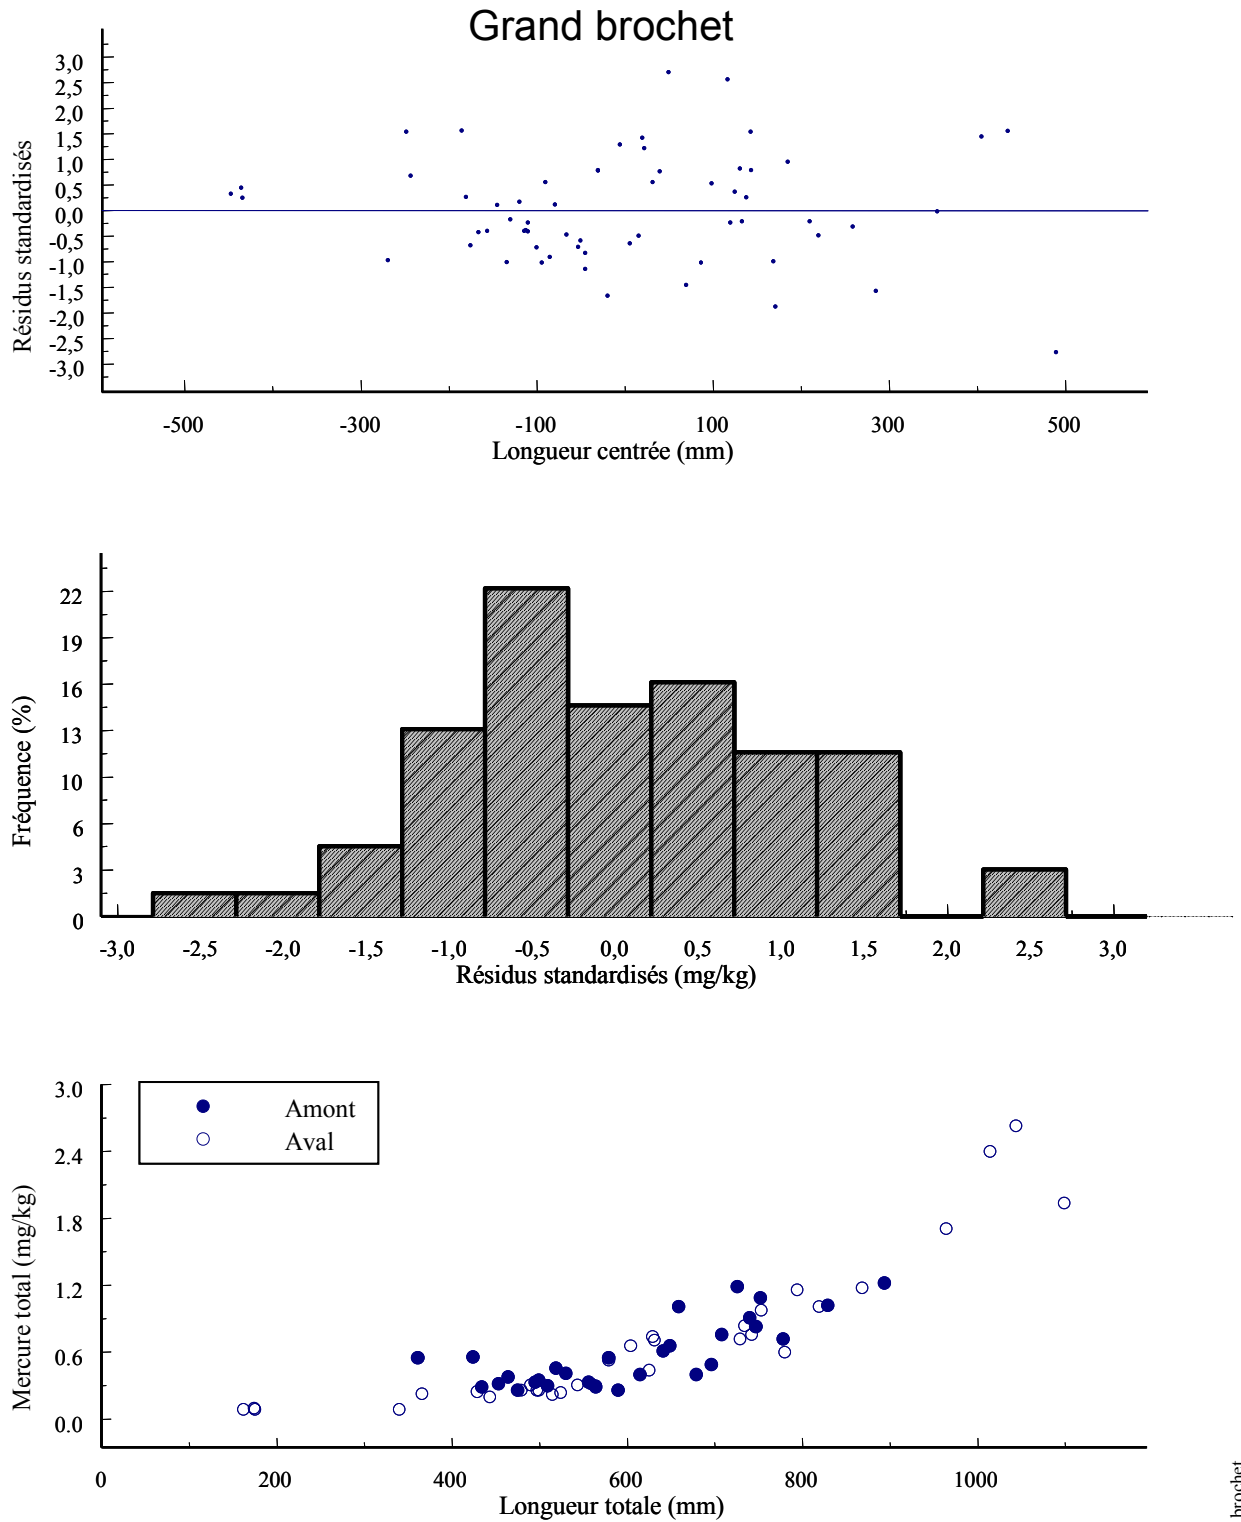 Grand brochet
3,0
2,5
2,0
1,5
1,0
0,5
0,0
-0,5
-1,0
-1,5
-2,0
-2,5
-3,0
Résidus standardisés
-500 -300 -100 100 300 500
Longueur centrée (mm)
22
19
16
13
10
6
3
0
Fréquence (%)
-3,0 -2,5 -2,0 -1,5 -1,0 -0,5 0,0 0,5 1,0 1,5 2,0 2,5 3,0
Résidus standardisés (mg/kg)
3.0
2.4
1.8
1.2
0.6
0.0
Mercure total (mg/kg)
Amont
Aval
0 200 400 600 800 1000
Longueur totale (mm)
brochet